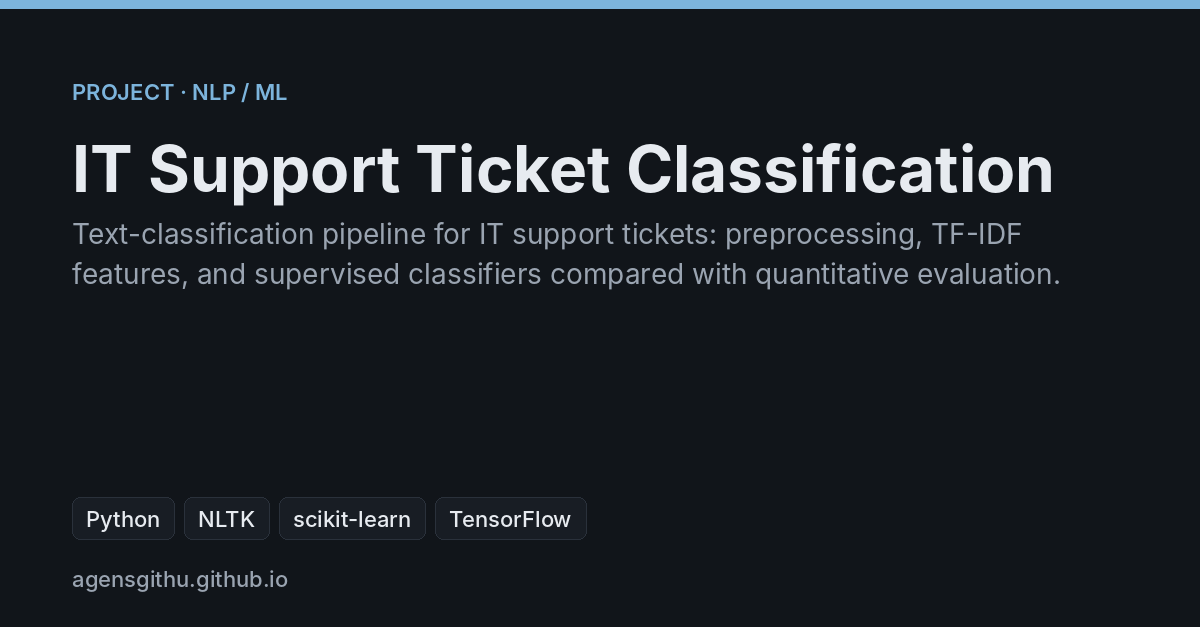 PROJECT · NLP / ML
IT Support Ticket Classification
Text-classification pipeline for IT support tickets: preprocessing, TF-IDF
features, and supervised classifiers compared with quantitative evaluation.
Python NLTK scikit-learn TensorFlow
agensgithu.github.io